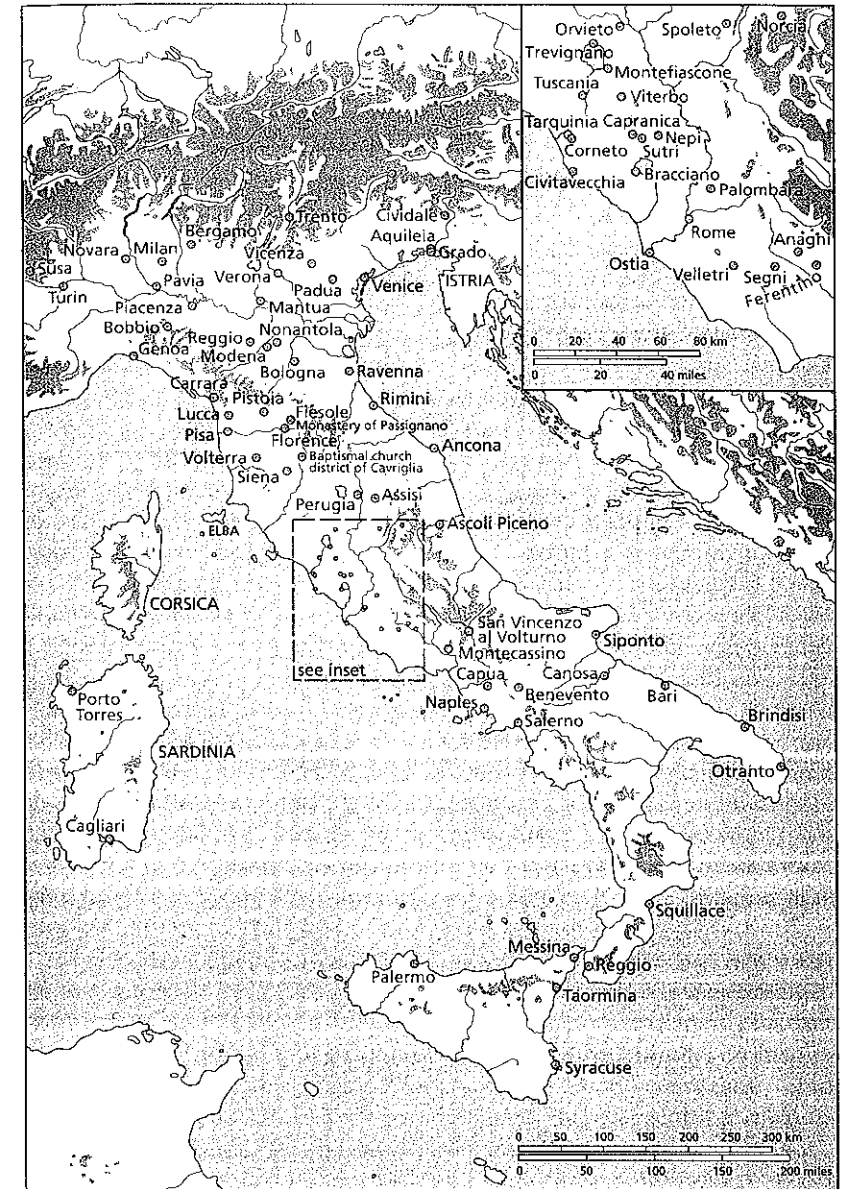 Orvieto
Spoleto
Norcia
Trevignano
Montefiascone
Tuscania
Viterbo
Tarquinia
Capranica
Nepi
Corneto
Sutri
Civitavecchia
Bracciano
Palombara
Rome
Anaghi
Ostia
Velletri
Segni
Ferentino
0 20 40 60 80 km
0 20 40 miles
Trento
Cividale
Bergamo
Aquileia
Novara
Milan
Vicenza
Grado
Susa
Verona
ISTRIA
Turin
Pavia
Padua
Venice
Piacenza
Mantua
Bobbio
Reggio
Nonantola
Genoa
Modena
Bologna
Ravenna
Carrara
Pistoia
Rimini
Lucca
Fiesole
Monastery of Passignano
Pisa
Florence
Ancona
Volterra
Baptismal church
district of Cavriglia
Siena
Perugia
Assisi
ELBA
Ascoli Piceno
CORSICA
San Vincenzo
al Volturno
Siponto
Montecassino
see inset
Capua
Canosa
Porto
Torres
Benevento
Bari
Naples
Salerno
Brindisi
SARDINIA
Otranto
Cagliari
Squillace
Messina
Reggio
Palermo
Taormina
Syracuse
0 50 100 150 200 250 300 km
0 50 100 150 200 miles